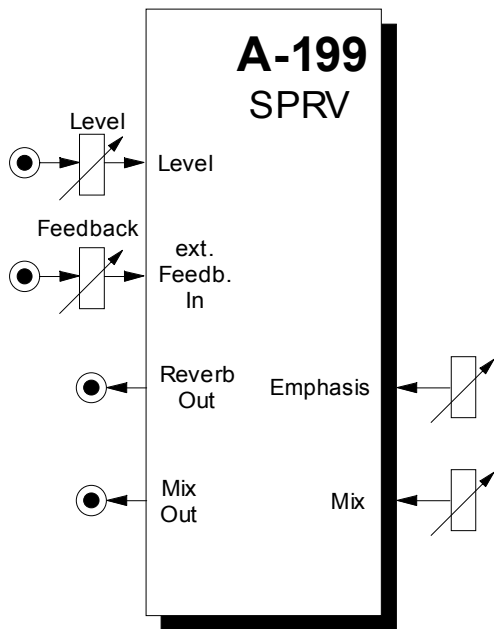 A-199
SPRV
Level
Level
Feedback
ext.
Feedb.
In
Reverb
Out
Emphasis
Mix
Out
Mix